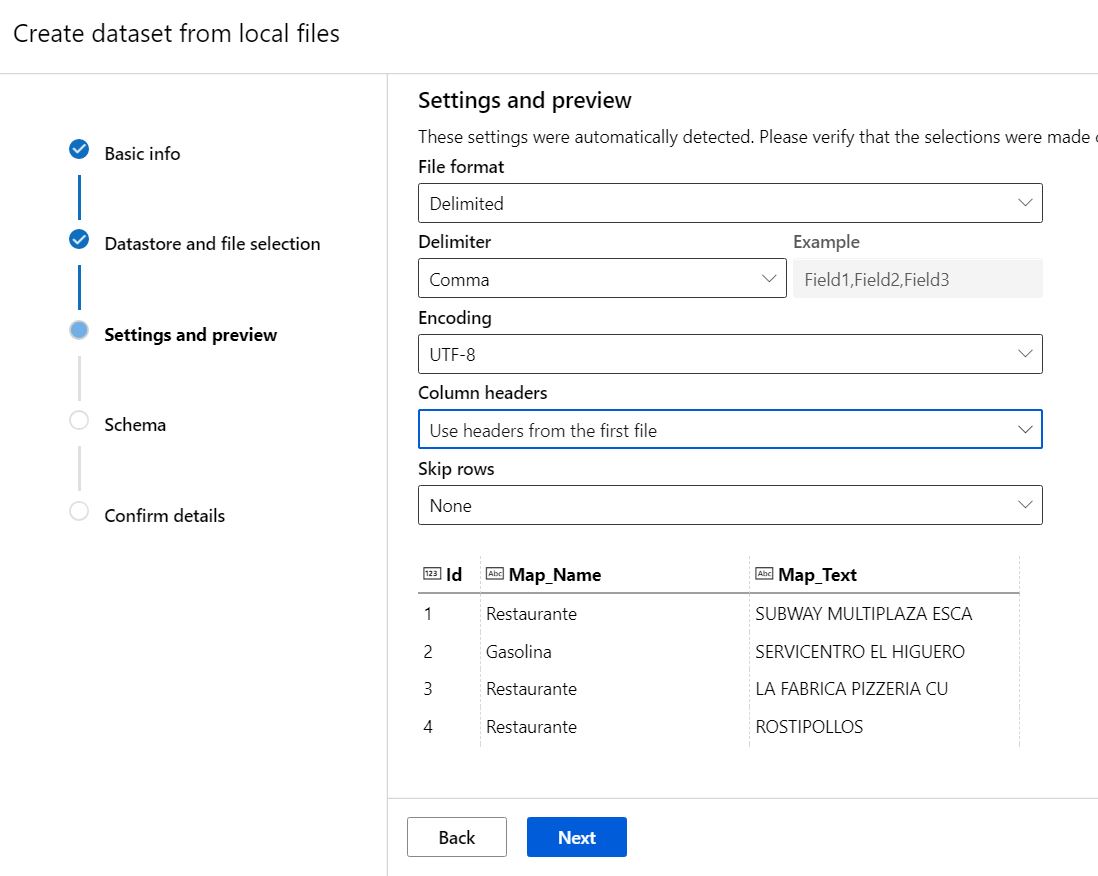 Create dataset from local files
Basic info
Datastore and file selection
Settings and preview
Schema
Confirm details
Settings and preview
These settings were automatically detected. Please verify that the selections were made
File format
Delimited
Delimiter
Example
Comma
Field1,Field2,Field3
Encoding
UTF-8
Column headers
Use headers from the first file
Skip rows
None
123 Id Abc Map_Name Abc Map_Text
1 Restaurante SUBWAY MULTIPLAZA ESCA
2 Gasolina SERVICENTRO EL HIGUERO
3 Restaurante LA FABRICA PIZZERIA CU
4 Restaurante ROSTIPOLLOS
Back
Next